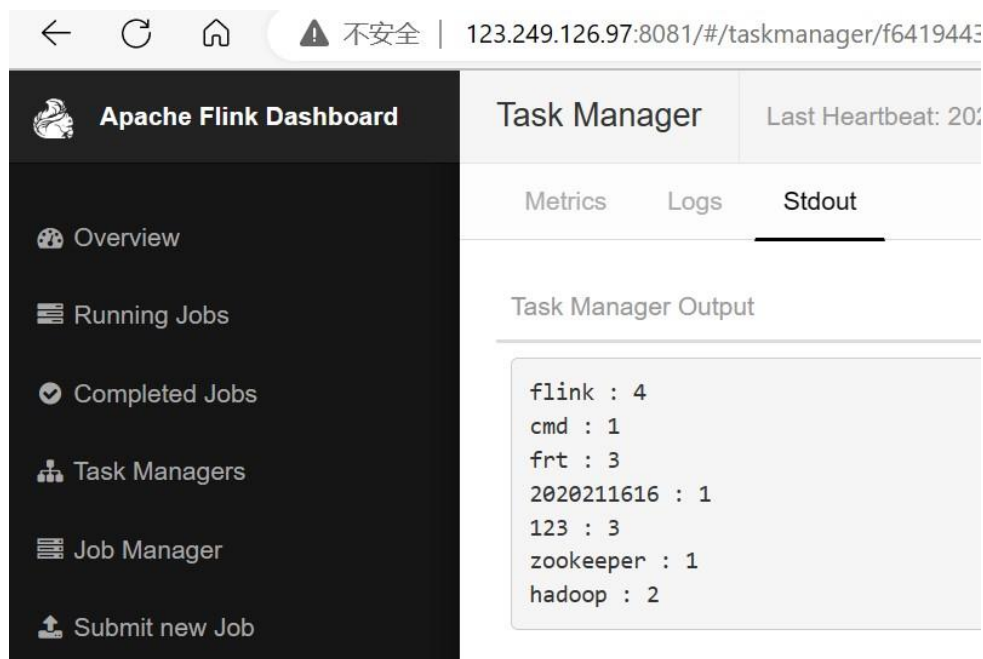 不安全 | 123.249.126.97:8081/#/taskmanager/f6419443
Apache Flink Dashboard
Task Manager
Last Heartbeat: 202
Metrics Logs Stdout
Overview
Running Jobs
Completed Jobs
Task Managers
Job Manager
Submit new Job
Task Manager Output
flink : 4
cmd : 1
frt : 3
2020211616 : 1
123 : 3
zookeeper : 1
hadoop : 2